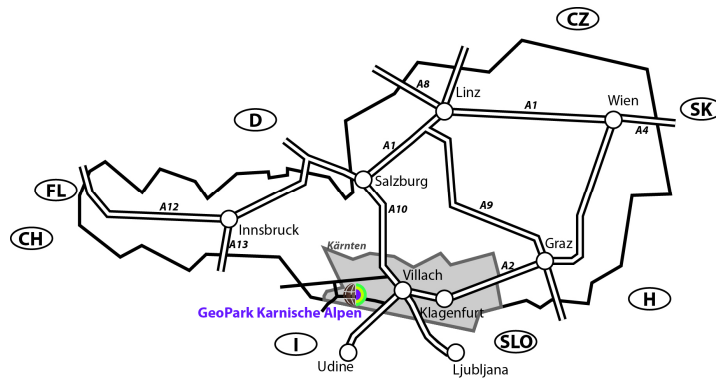 CZ
A8
Linz
A1
Wien
SK
A4
D
A1
Salzburg
FL
A12
A10
A9
Innsbruck
CH
A13
Kärnten
Graz
Villach
A2
Klagenfurt
H
GeoPark Karnische Alpen
I
SLO
Udine
Ljubljana